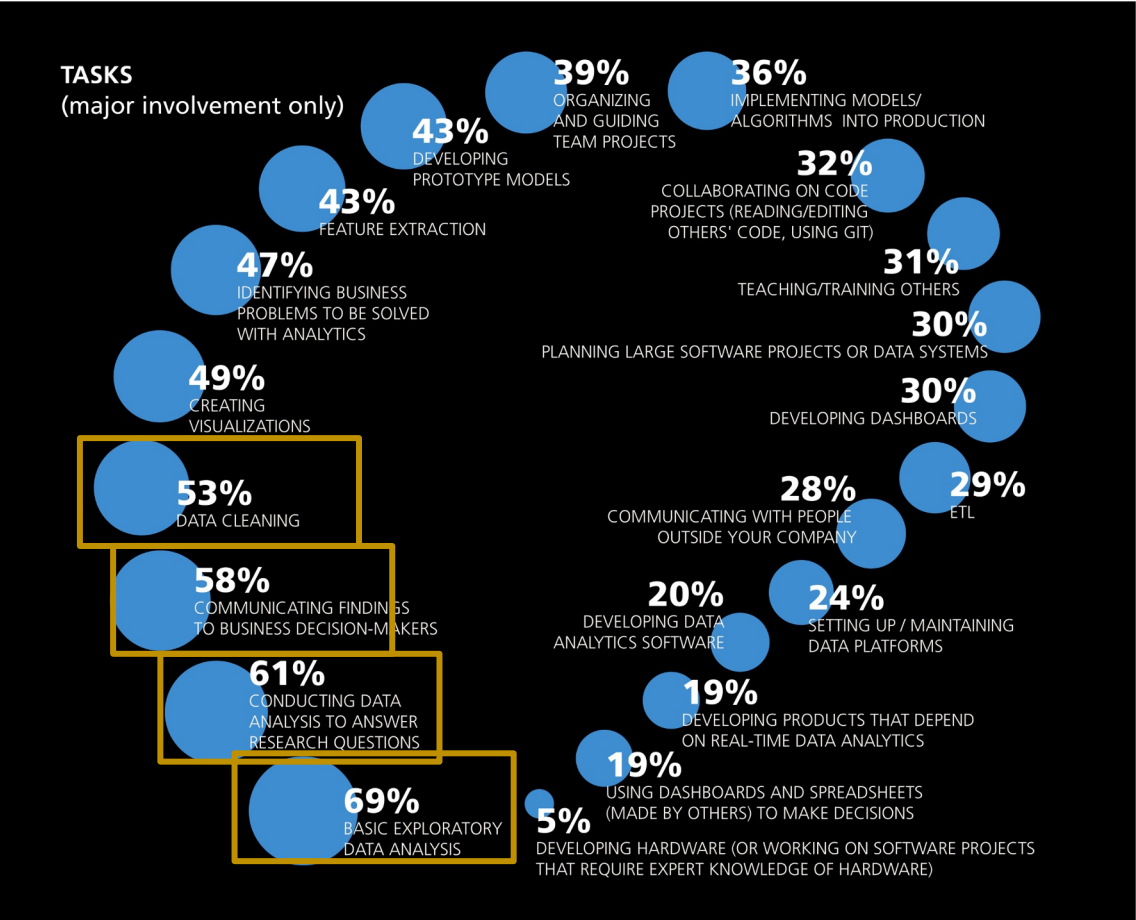 TASKS
(major involvement only)
39%
ORGANIZING
AND GUIDING
TEAM PROJECTS
36%
IMPLEMENTING MODELS/
ALGORITHMS INTO PRODUCTION
43%
DEVELOPING
PROTOTYPE MODELS
32%
COLLABORATING ON CODE
PROJECTS (READING/EDITING
OTHERS' CODE, USING GIT)
43%
FEATURE EXTRACTION
31%
TEACHING/TRAINING OTHERS
47%
IDENTIFYING BUSINESS
PROBLEMS TO BE SOLVED
WITH ANALYTICS
30%
PLANNING LARGE SOFTWARE PROJECTS OR DATA SYSTEMS
49%
CREATING
VISUALIZATIONS
30%
DEVELOPING DASHBOARDS
53%
DATA CLEANING
29%
ETL
28%
COMMUNICATING WITH PEOPLE
OUTSIDE YOUR COMPANY
58%
COMMUNICATING FINDINGS
TO BUSINESS DECISION-MAKERS
24%
SETTING UP / MAINTAINING
DATA PLATFORMS
20%
DEVELOPING DATA
ANALYTICS SOFTWARE
61%
CONDUCTING DATA
ANALYSIS TO ANSWER
RESEARCH QUESTIONS
19%
DEVELOPING PRODUCTS THAT DEPEND
ON REAL-TIME DATA ANALYTICS
19%
USING DASHBOARDS AND SPREADSHEETS
(MADE BY OTHERS) TO MAKE DECISIONS
69%
BASIC EXPLORATORY
DATA ANALYSIS
5%
DEVELOPING HARDWARE (OR WORKING ON SOFTWARE PROJECTS
THAT REQUIRE EXPERT KNOWLEDGE OF HARDWARE)